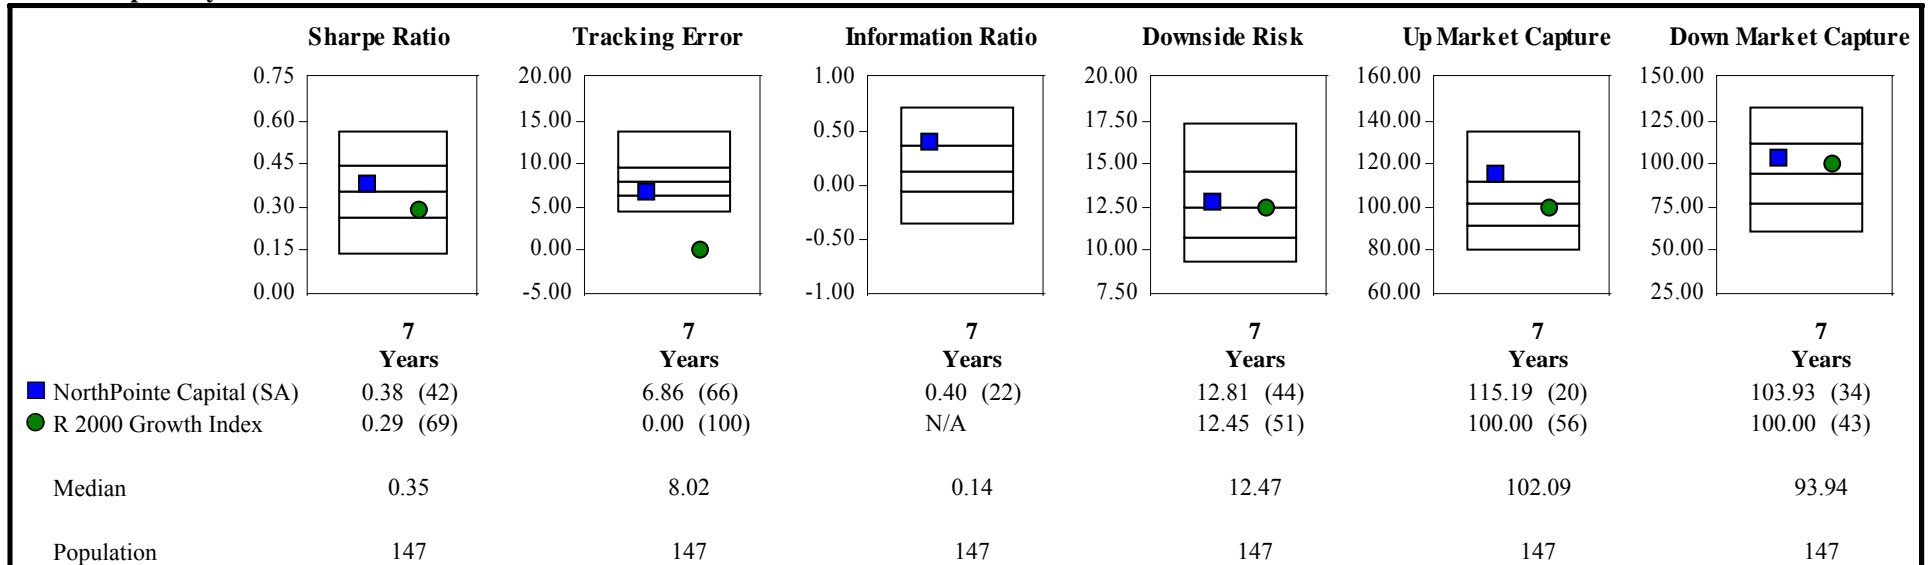 Sharpe Ratio Tracking Error Information Ratio Downside Risk Up Market Capture Down Market Capture
0.75 20.00 1.00 20.00 160.00 150.00
0.60 15.00 0.50 17.50 140.00 125.00
0.45 10.00 0.00 15.00 120.00 100.00
0.30 5.00 -0.50 12.50 100.00 75.00
0.15 0.00 -1.00 10.00 80.00 50.00
0.00 -5.00 7.50 60.00 25.00
7 7 7 7 7 7
Years Years Years Years Years Years
NorthPointe Capital (SA) 0.38 (42) 6.86 (66) 0.40 (22) 12.81 (44) 115.19 (20) 103.93 (34)
R 2000 Growth Index 0.29 (69) 0.00 (100) N/A 12.45 (51) 100.00 (56) 100.00 (43)
Median 0.35 8.02 0.14 12.47 102.09 93.94
Population 147 147 147 147 147 147